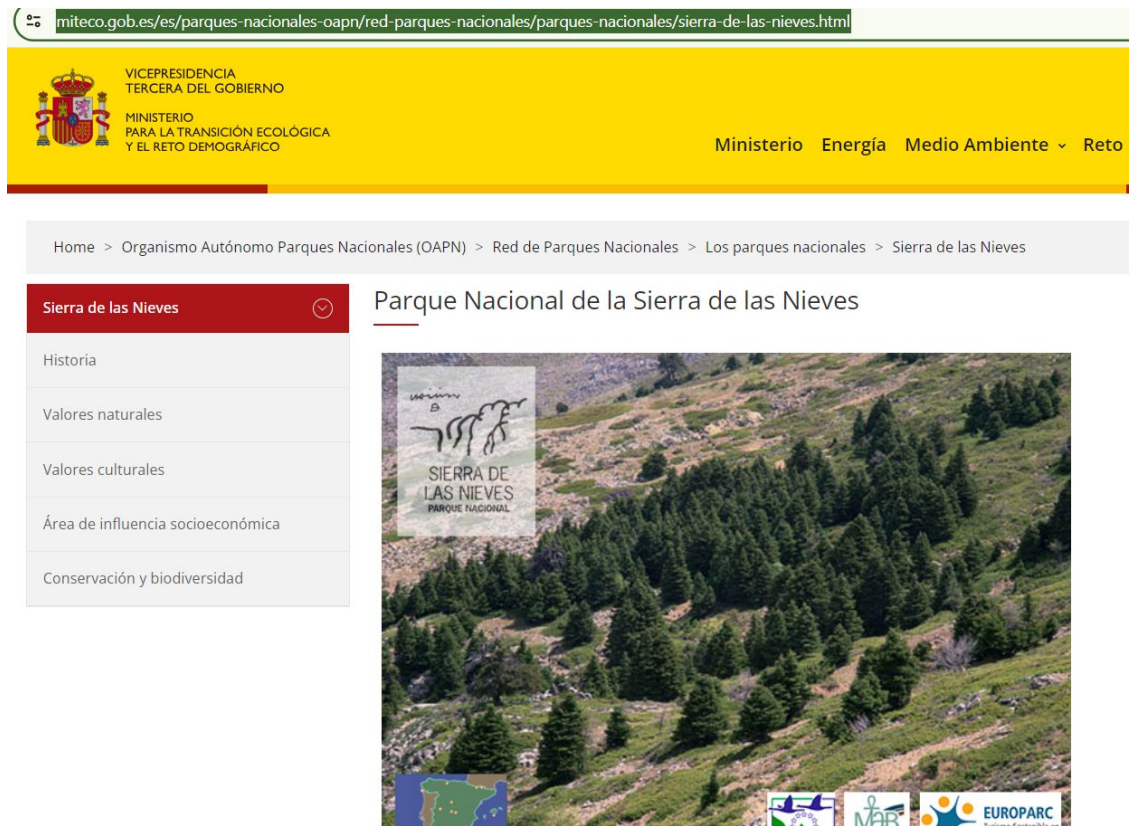 miteco.gob.es/es/parques-nacionales-oapn/red-parques-nacionales/parques-nacionales/sierra-de-las-nieves.html
VICEPRESIDENCIA
TERCERA DEL GOBIERNO
MINISTERIO
PARA LA TRANSICIÓN ECOLÓGICA
Y EL RETO DEMOGRÁFICO
Ministerio Energía Medio Ambiente Reto
Home > Organismo Autónomo Parques Nacionales (OAPN) > Red de Parques Nacionales > Los parques nacionales > Sierra de las Nieves
Sierra de las Nieves
Historia
Valores naturales
Valores culturales
Área de influencia socioeconómica
Conservación y biodiversidad
Parque Nacional de la Sierra de las Nieves
SIERRA DE
LAS NIEVES
PARQUE NACIONAL
MaB
EUROPARC